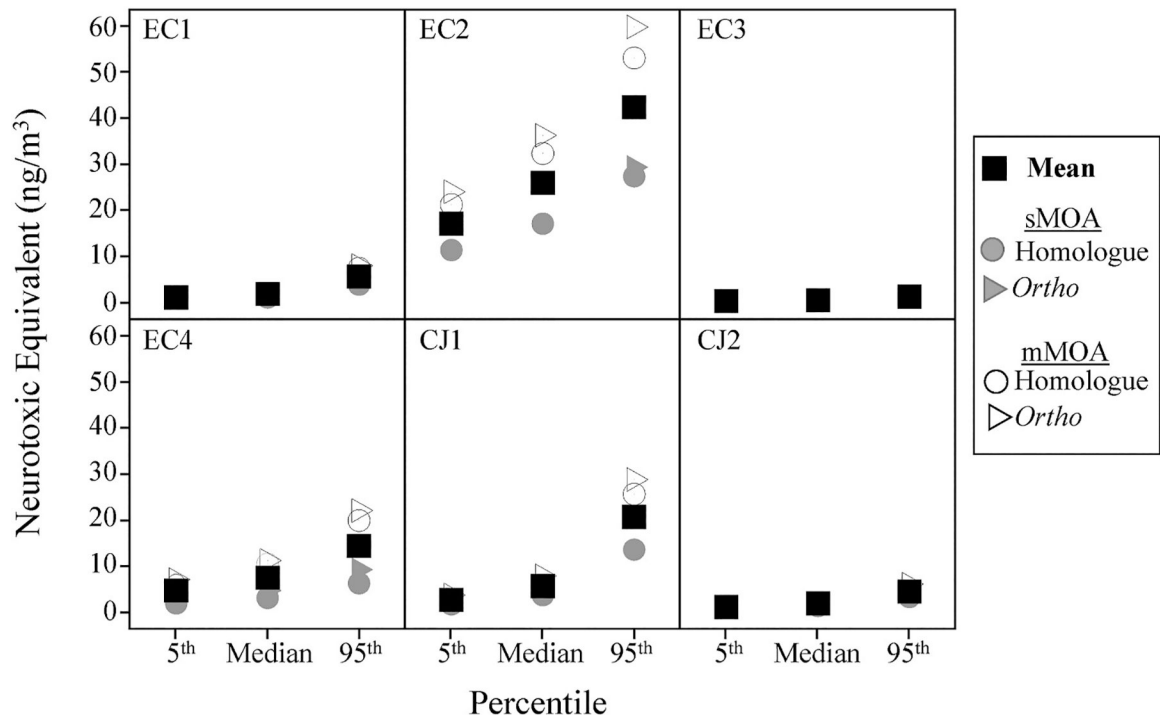 Neurotoxic Equivalent (ng/m³)
60
50
40
30
20
10
0
EC1
EC2
EC3
60
50
40
30
20
10
0
EC4
CJ1
CJ2
5th Median 95th 5th Median 95th 5th Median 95th
Percentile
Mean
sMOA
Homologue
Ortho
mMOA
Homologue
Ortho